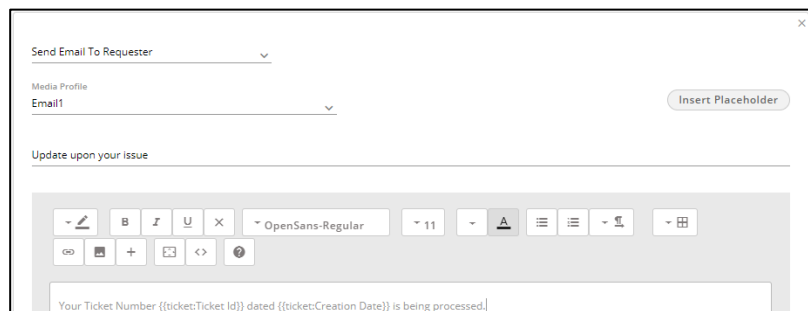 Send Email To Requester
Media Profile
Email1
Insert Placeholder
Update upon your issue
B I U
OpenSans-Regular
11
A
Your Ticket Number {{ticket:Ticket Id}} dated {{ticket:Creation Date}} is being processed.